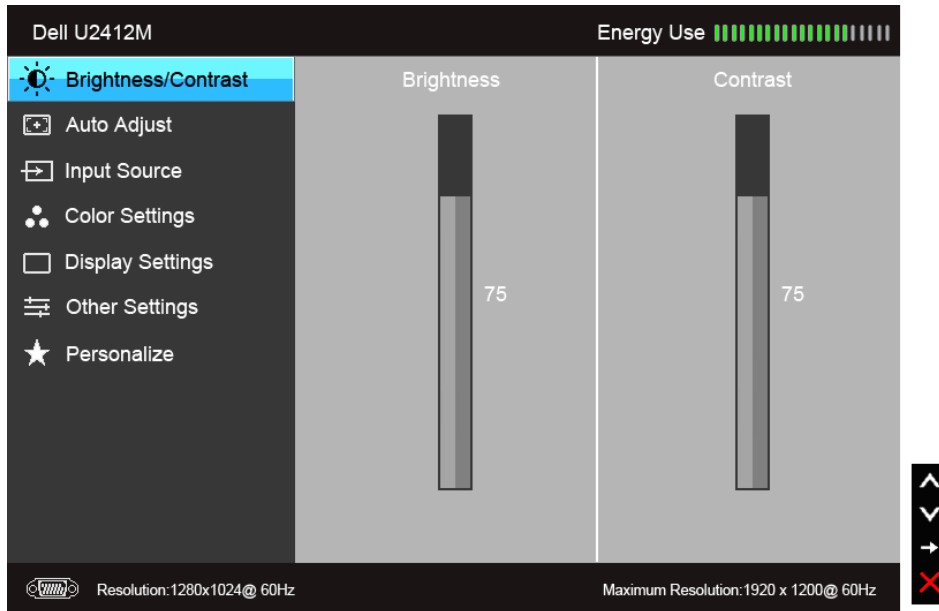 Dell U2412M
Energy Use
Brightness/Contrast
Auto Adjust
Input Source
Color Settings
Display Settings
Other Settings
Personalize
Brightness
75
Contrast
75
Resolution:1280x1024@ 60Hz
Maximum Resolution:1920 x 1200@ 60Hz